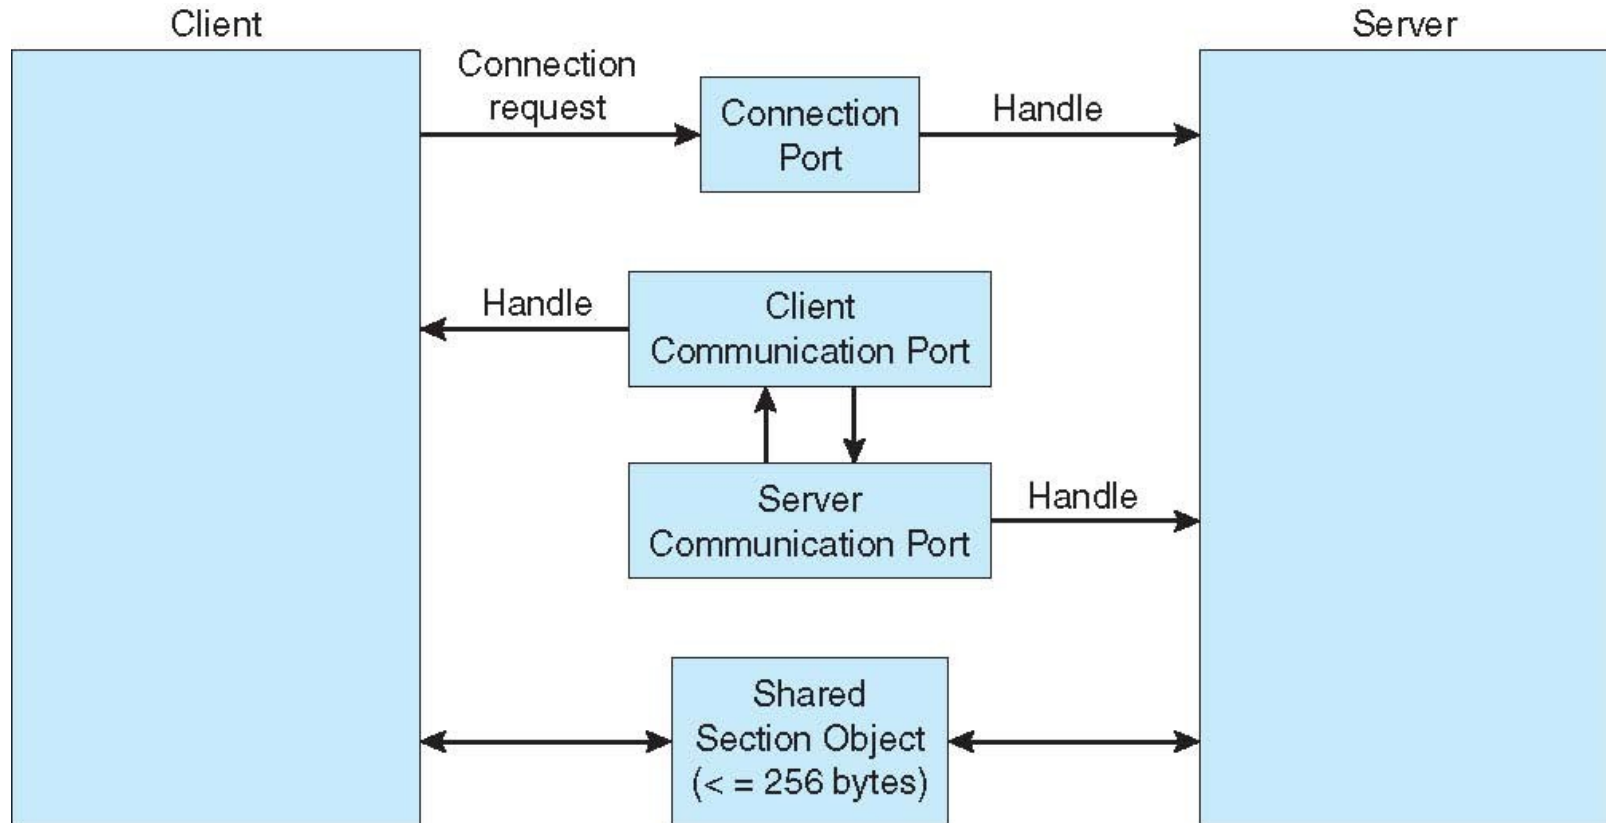 Client
Server
Connection
request
Connection
Port
Handle
Handle
Client
Communication Port
Server
Communication Port
Handle
Shared
Section Object
(< = 256 bytes)